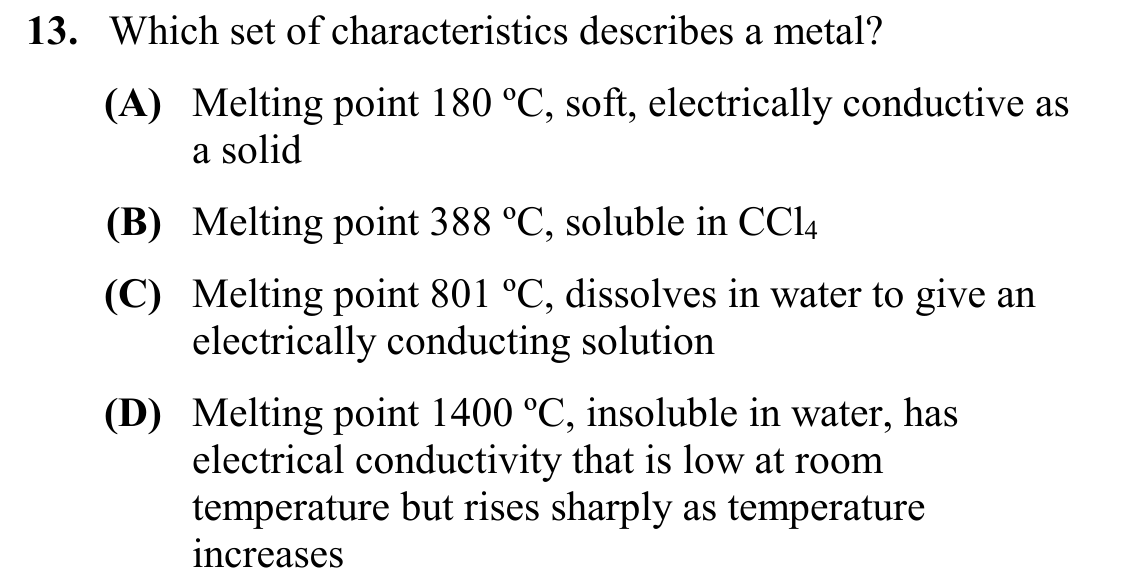 13. Which set of characteristics describes a metal?
(A) Melting point 180 ºC, soft, electrically conductive as
a solid
(B) Melting point 388 ºC, soluble in CCl₄
(C) Melting point 801 ºC, dissolves in water to give an
electrically conducting solution
(D) Melting point 1400 ºC, insoluble in water, has
electrical conductivity that is low at room
temperature but rises sharply as temperature
increases